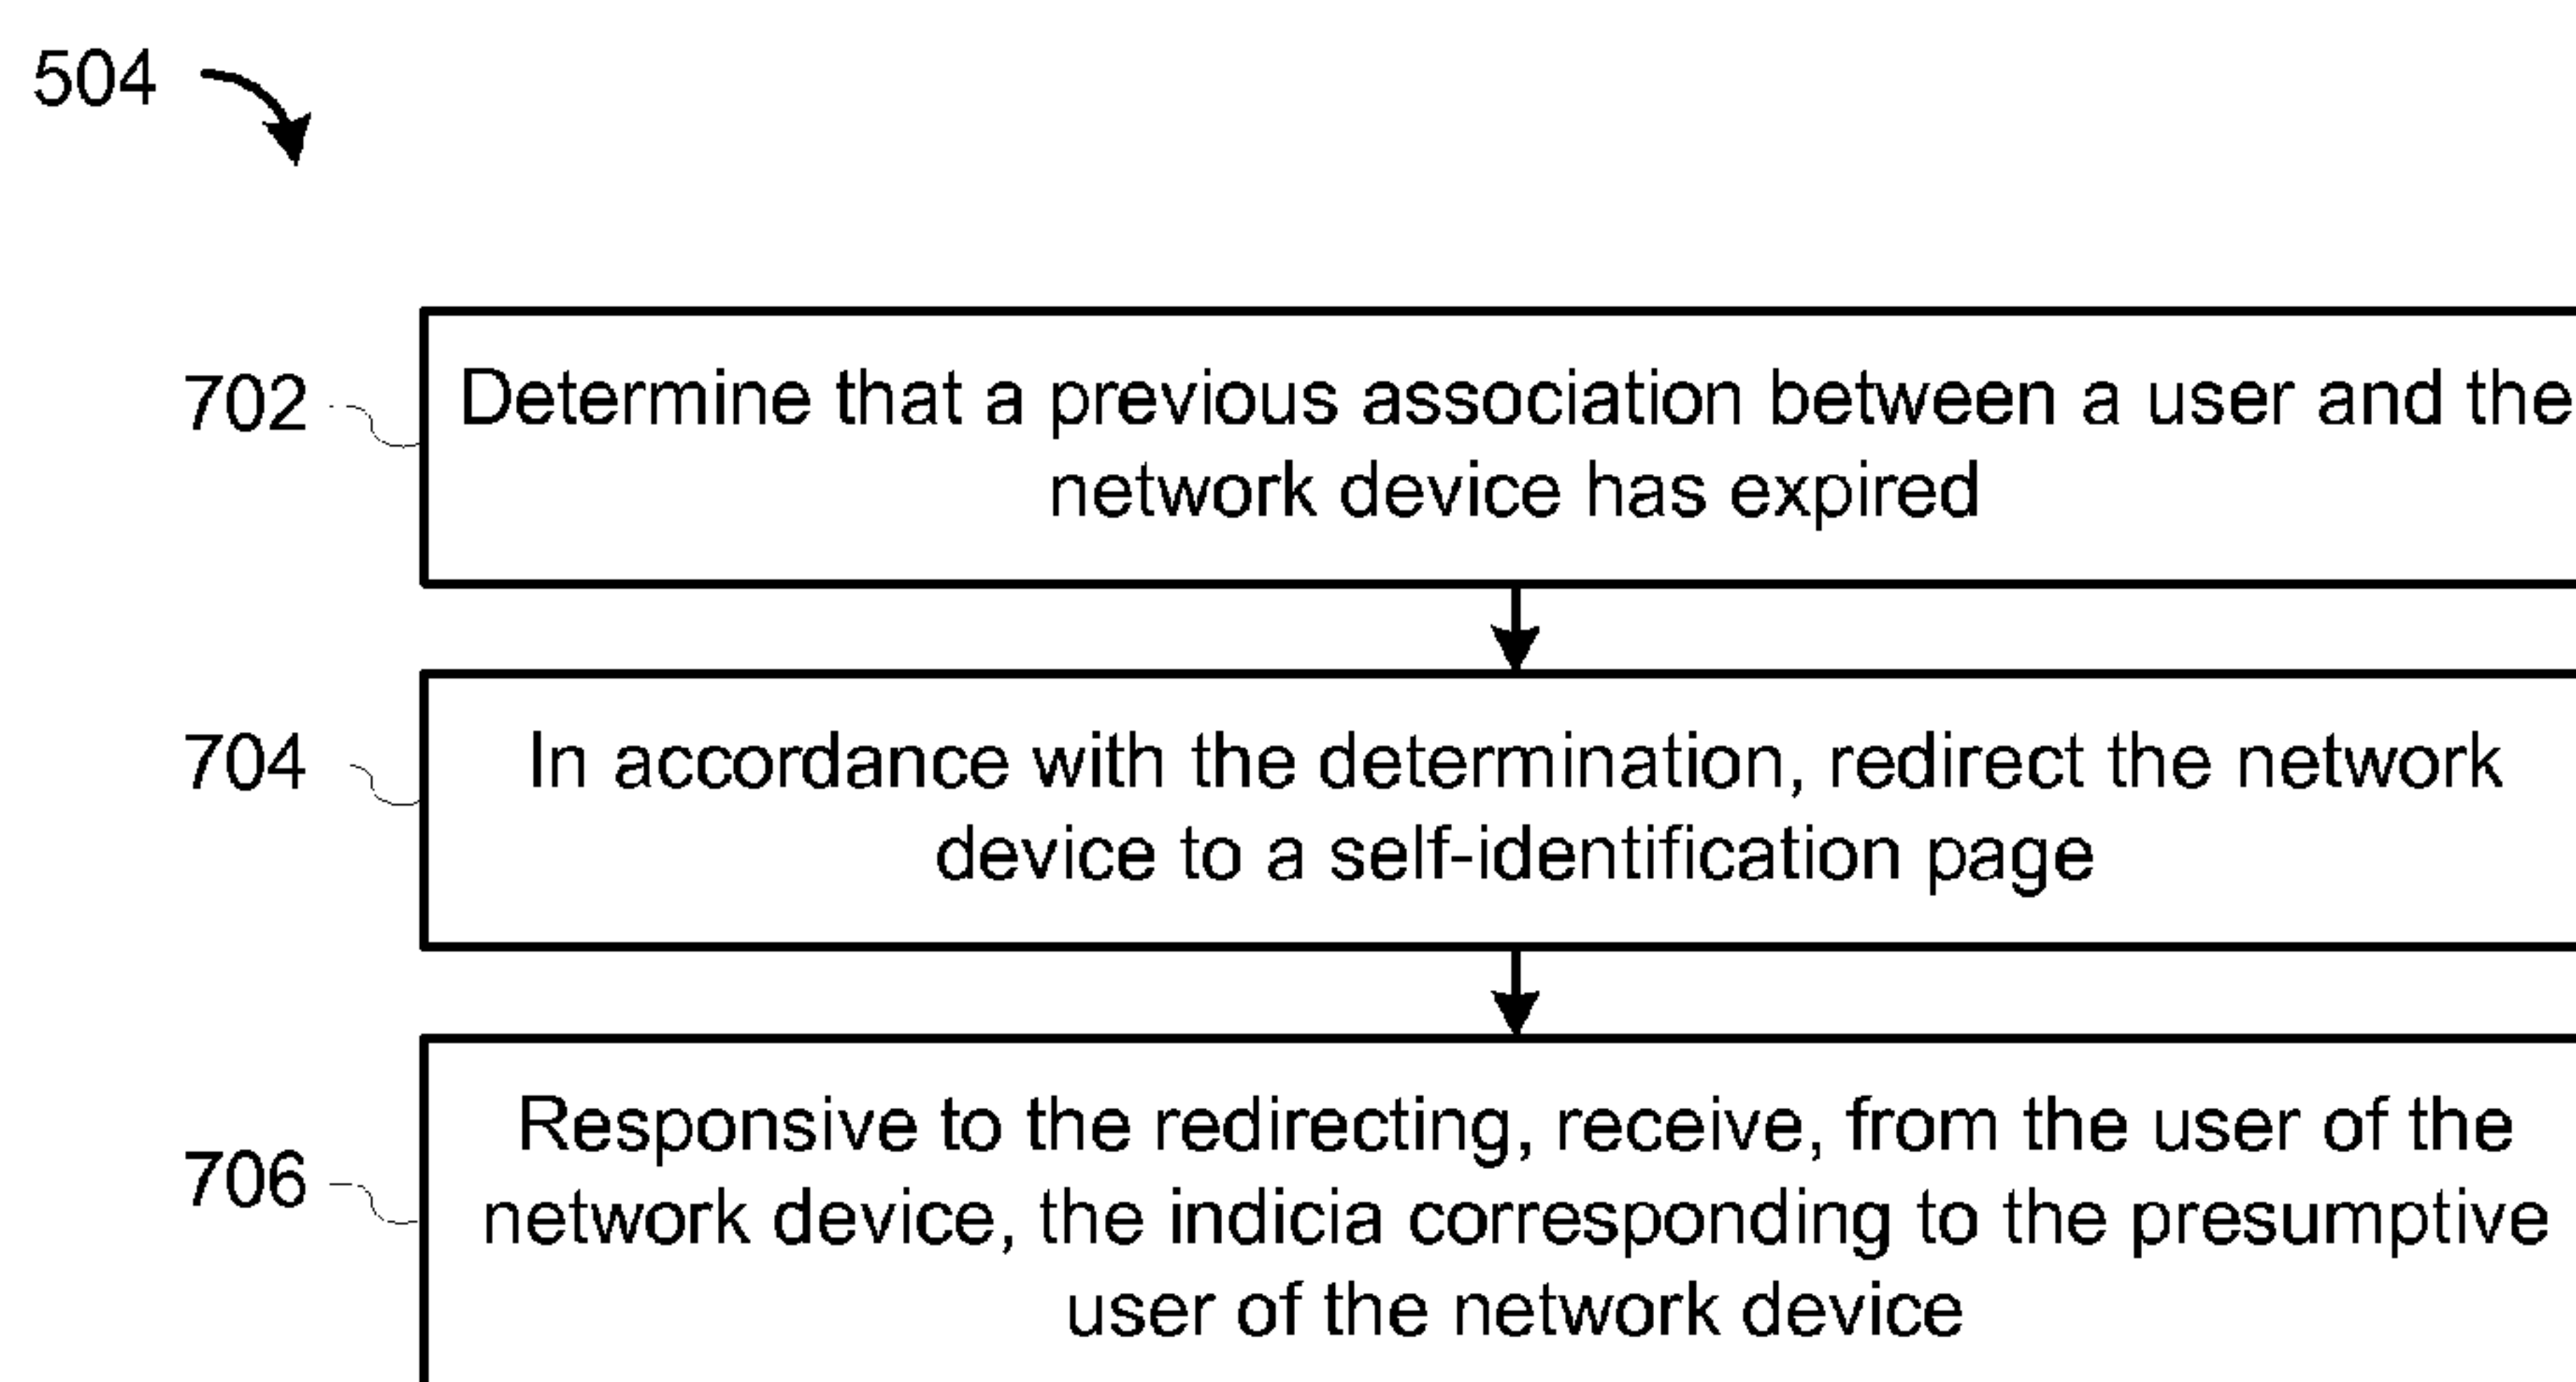 504
702
Determine that a previous association between a user and the
network device has expired
704
In accordance with the determination, redirect the network
device to a self-identification page
706
Responsive to the redirecting, receive, from the user of the
network device, the indicia corresponding to the presumptive
user of the network device